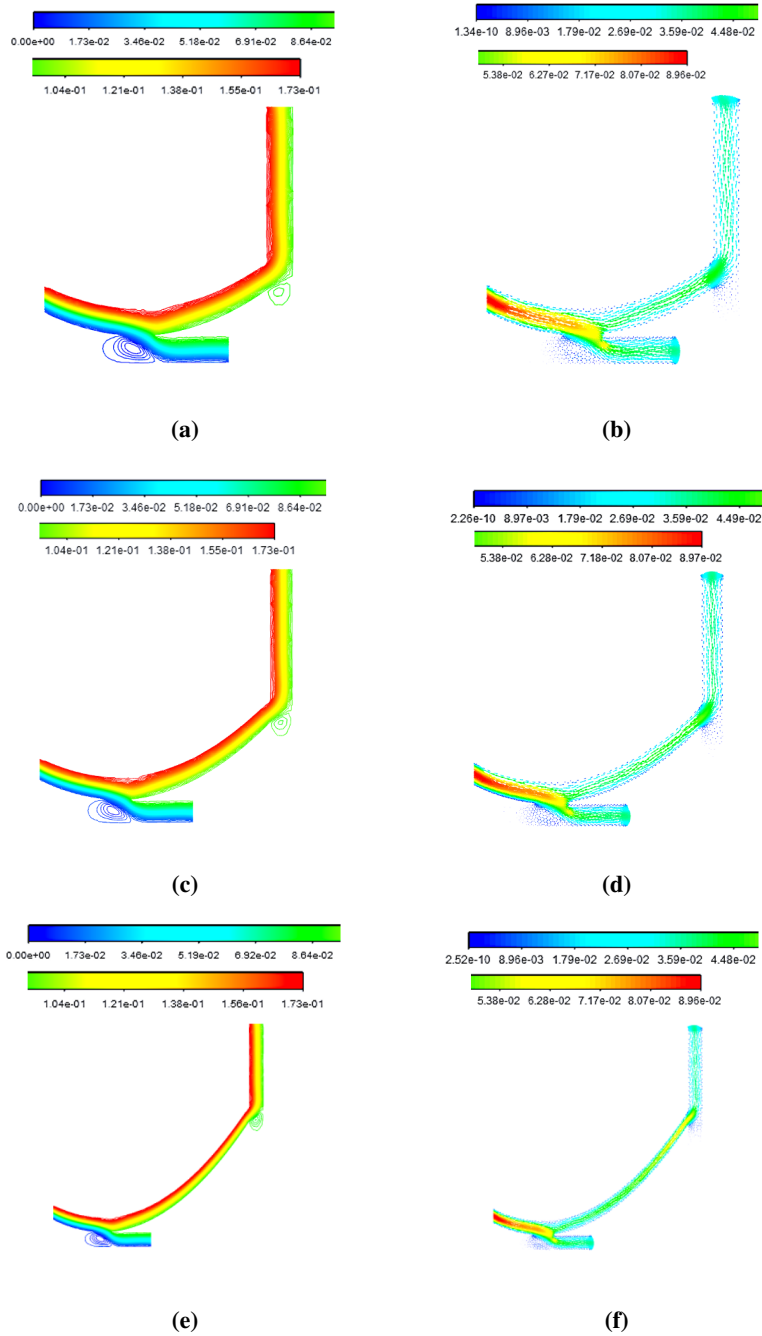 0.00e+00 1.73e-02 3.46e-02 5.18e-02 6.91e-02 8.64e-02
1.04e-01 1.21e-01 1.38e-01 1.55e-01 1.73e-01
1.34e-10 8.96e-03 1.79e-02 2.69e-02 3.59e-02 4.48e-02
5.38e-02 6.27e-02 7.17e-02 8.07e-02 8.96e-02
(a)
(b)
0.00e+00 1.73e-02 3.46e-02 5.18e-02 6.91e-02 8.64e-02
1.04e-01 1.21e-01 1.38e-01 1.55e-01 1.73e-01
2.26e-10 8.97e-03 1.79e-02 2.69e-02 3.59e-02 4.49e-02
5.38e-02 6.28e-02 7.18e-02 8.07e-02 8.97e-02
(c)
(d)
0.00e+00 1.73e-02 3.46e-02 5.19e-02 6.92e-02 8.64e-02
1.04e-01 1.21e-01 1.38e-01 1.56e-01 1.73e-01
2.52e-10 8.96e-03 1.79e-02 2.69e-02 3.59e-02 4.48e-02
5.38e-02 6.28e-02 7.17e-02 8.07e-02 8.96e-02
(e)
(f)